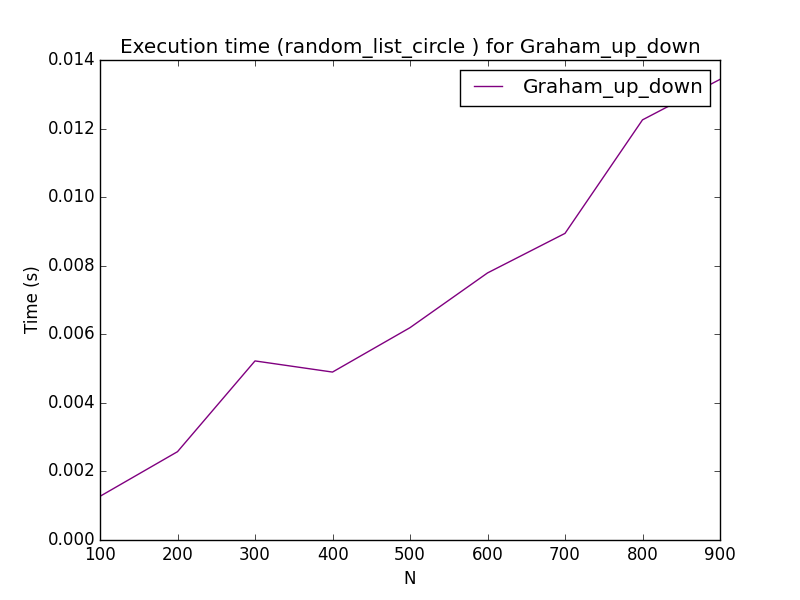 Execution time (random_list_circle ) for Graham_up_down
Graham_up_down
0.014
0.012
0.010
0.008
0.006
0.004
0.002
0.000
Time (s)
100 200 300 400 500 600 700 800 900
N